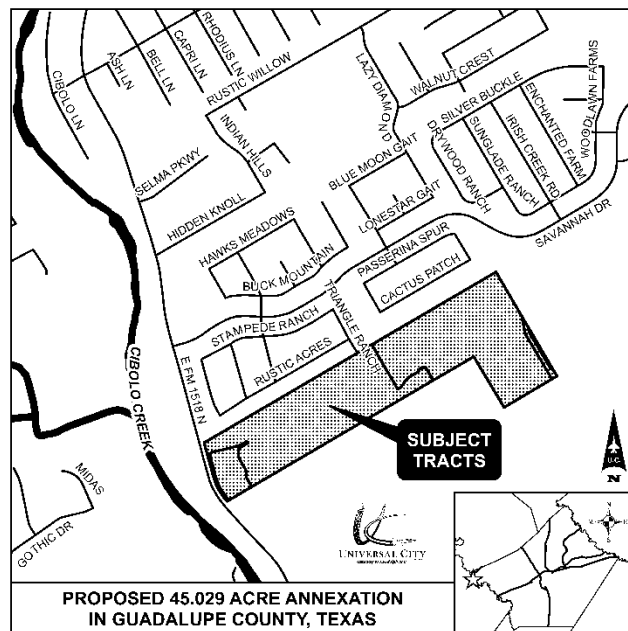 RHODIUS LN
CAPRI LN
BELL LN
ASH LN
CIBOLO LN
RUSTIC WILLOW
LAZY DIAMOND
WALNUT CREST
SILVER BUCKLE
WOODLAWN FARMS
ENCHANTED FARM
IRISH CREEK RD
SUNGLADE RANCH
DRYWOOD RANCH
INDIAN HILLS
SELMA PKWY
BLUE MOON GAIT
LONESTAR GAIT
HIDDEN KNOLL
HAWKS MEADOWS
SAVANNAH DR
PASSERINA SPUR
BUCK MOUNTAIN
CACTUS PATCH
TRIANGLE RANCH
STAMPEDE RANCH
RUSTIC ACRES
E FM 1518 N
CIBOLO CREEK
SUBJECT
TRACTS
MIDAS
GOTHIC DR
U.C.
N
UNIVERSAL CITY
N
PROPOSED 45.029 ACRE ANNEXATION
IN GUADALUPE COUNTY, TEXAS